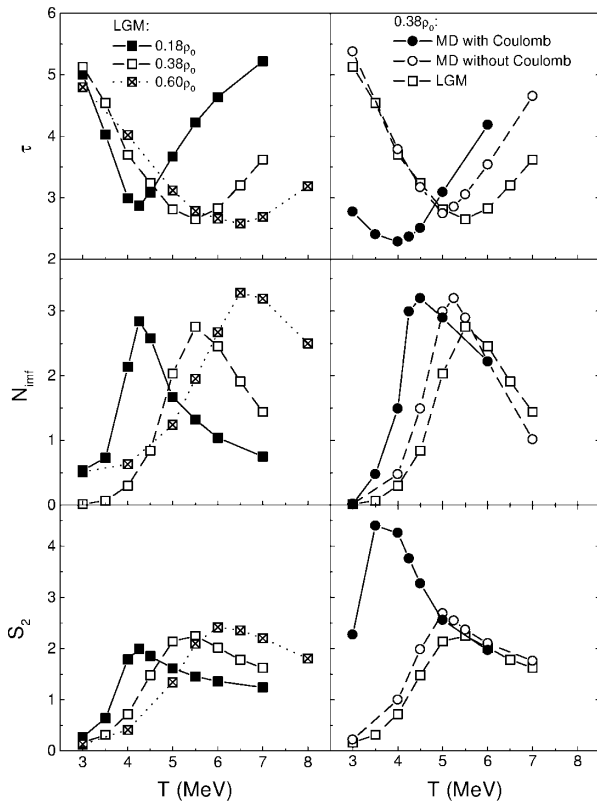 LGM:
0.18ρ₀
0.38ρ₀
0.60ρ₀
0.38ρ₀:
MD with Coulomb
MD without Coulomb
LGM
τ
6
5
4
3
2
N_imf
3
2
1
0
S₂
4
3
2
1
0
3 4 5 6 7 8
3 4 5 6 7 8
T (MeV)
T (MeV)